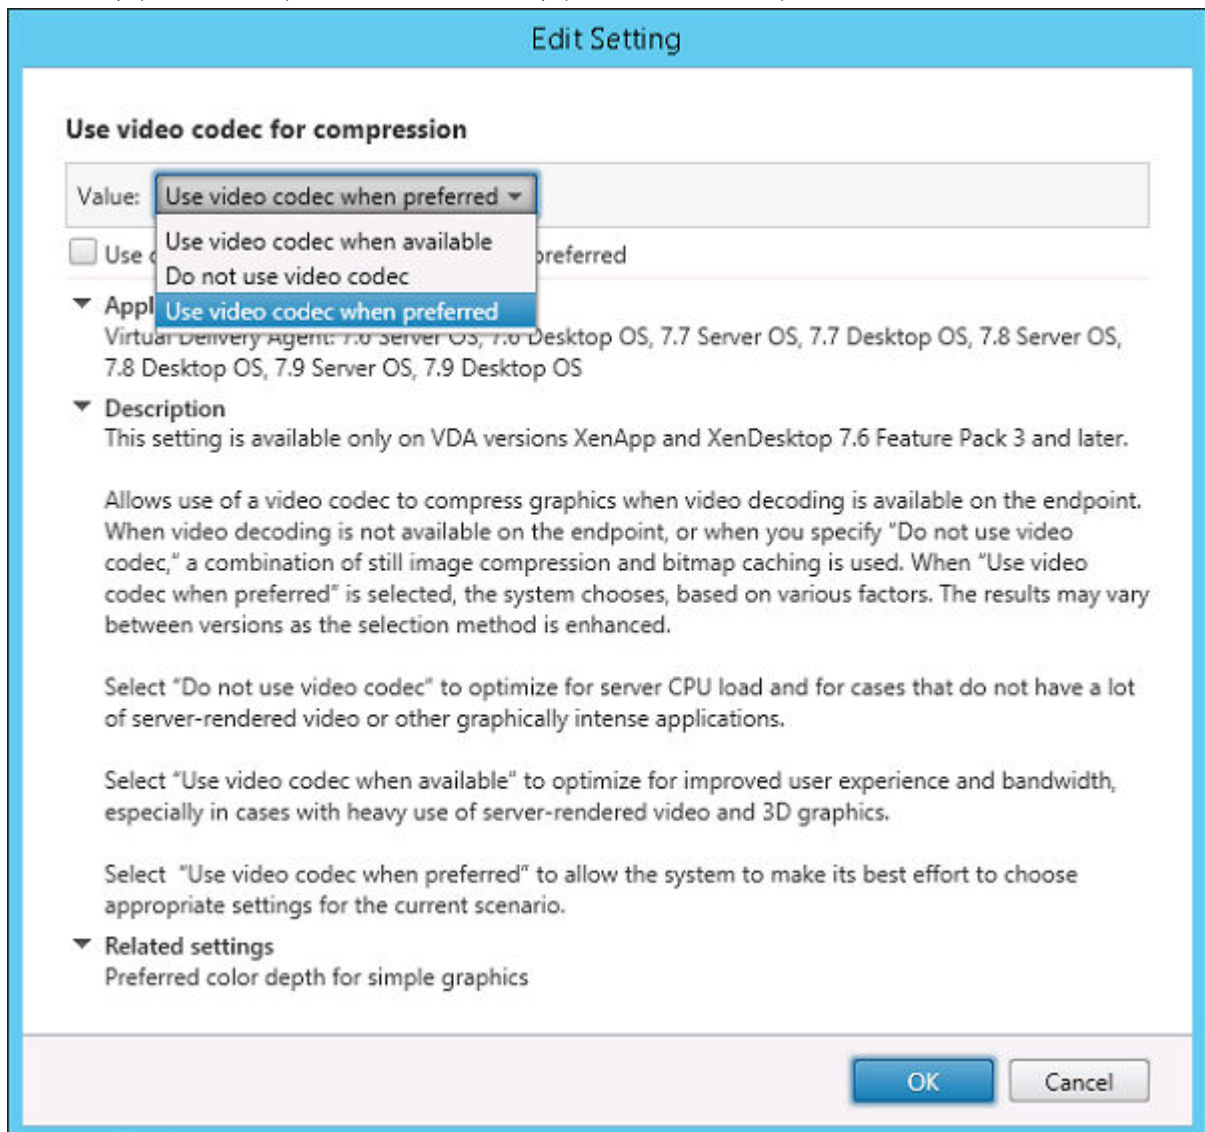 Edit Setting
Use video codec for compression
Value: Use video codec when preferred
Use video codec when available
Use preferred
Do not use video codec
Use video codec when preferred
Virtual Delivery Agent: 7.6 Server OS, 7.6 Desktop OS, 7.7 Server OS, 7.7 Desktop OS, 7.8 Server OS,
7.8 Desktop OS, 7.9 Server OS, 7.9 Desktop OS
Description
This setting is available only on VDA versions XenApp and XenDesktop 7.6 Feature Pack 3 and later.
Allows use of a video codec to compress graphics when video decoding is available on the endpoint.
When video decoding is not available on the endpoint, or when you specify "Do not use video
codec," a combination of still image compression and bitmap caching is used. When "Use video
codec when preferred" is selected, the system chooses, based on various factors. The results may vary
between versions as the selection method is enhanced.
Select "Do not use video codec" to optimize for server CPU load and for cases that do not have a lot
of server-rendered video or other graphically intense applications.
Select "Use video codec when available" to optimize for improved user experience and bandwidth,
especially in cases with heavy use of server-rendered video and 3D graphics.
Select "Use video codec when preferred" to allow the system to make its best effort to choose
appropriate settings for the current scenario.
Related settings
Preferred color depth for simple graphics
OK Cancel